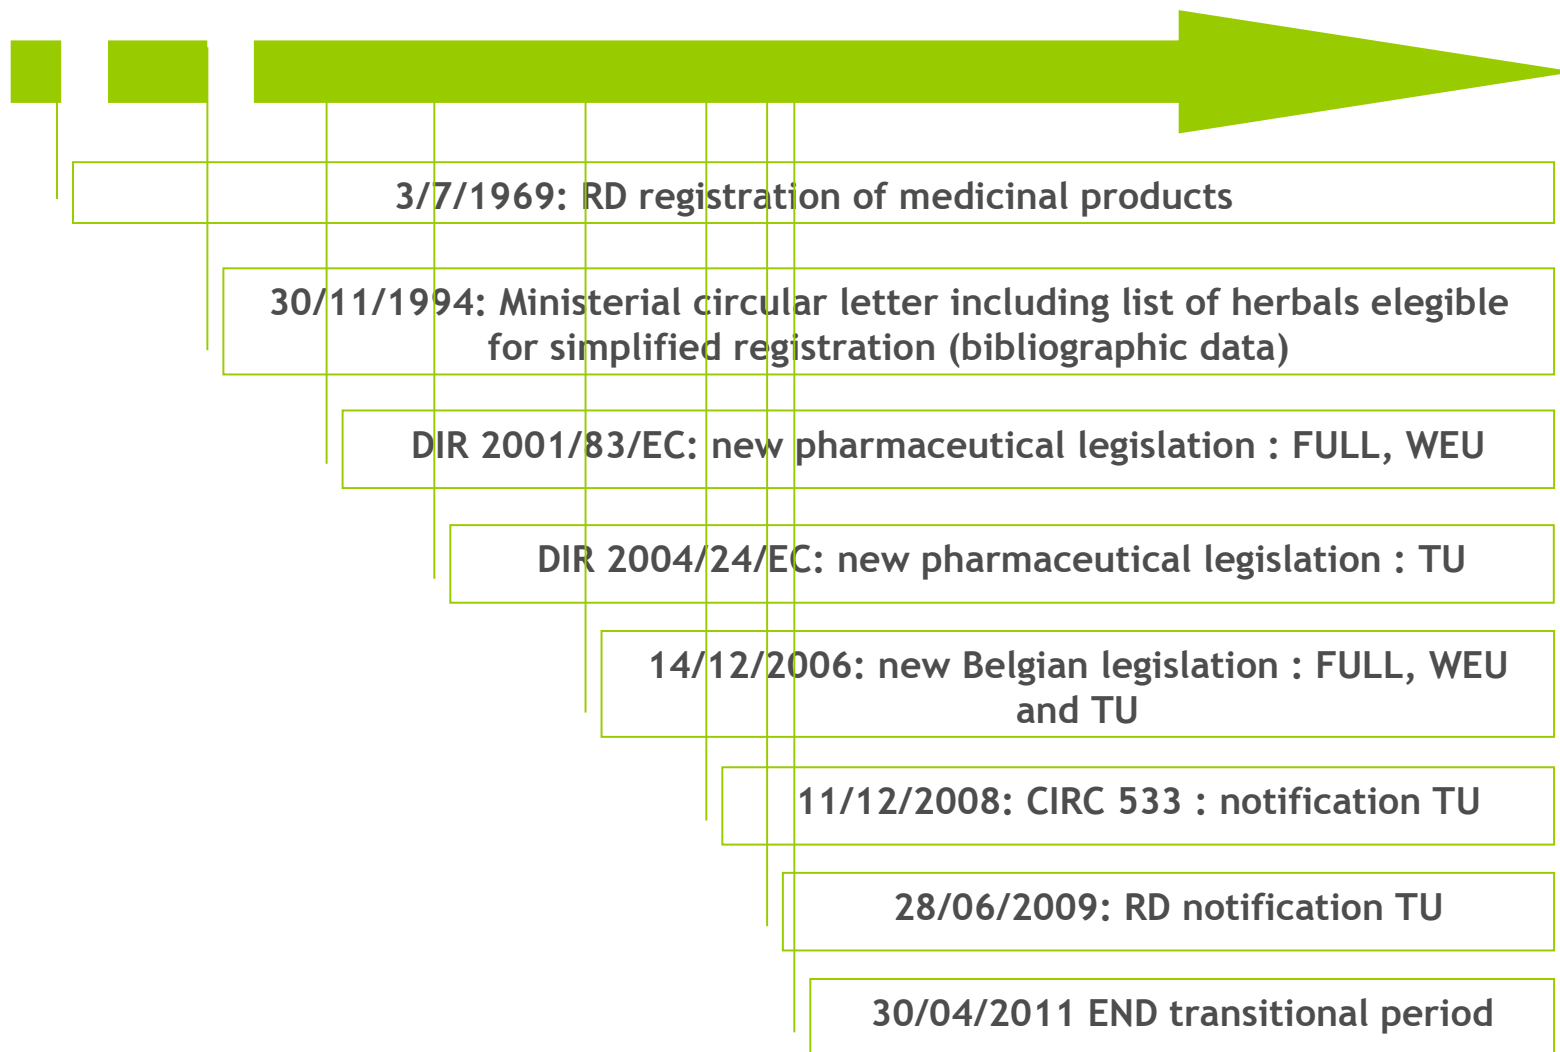 3/7/1969: RD registration of medicinal products
30/11/1994: Ministerial circular letter including list of herbals elegible
for simplified registration (bibliographic data)
DIR 2001/83/EC: new pharmaceutical legislation : FULL, WEU
DIR 2004/24/EC: new pharmaceutical legislation : TU
14/12/2006: new Belgian legislation : FULL, WEU
and TU
11/12/2008: CIRC 533 : notification TU
28/06/2009: RD notification TU
30/04/2011 END transitional period